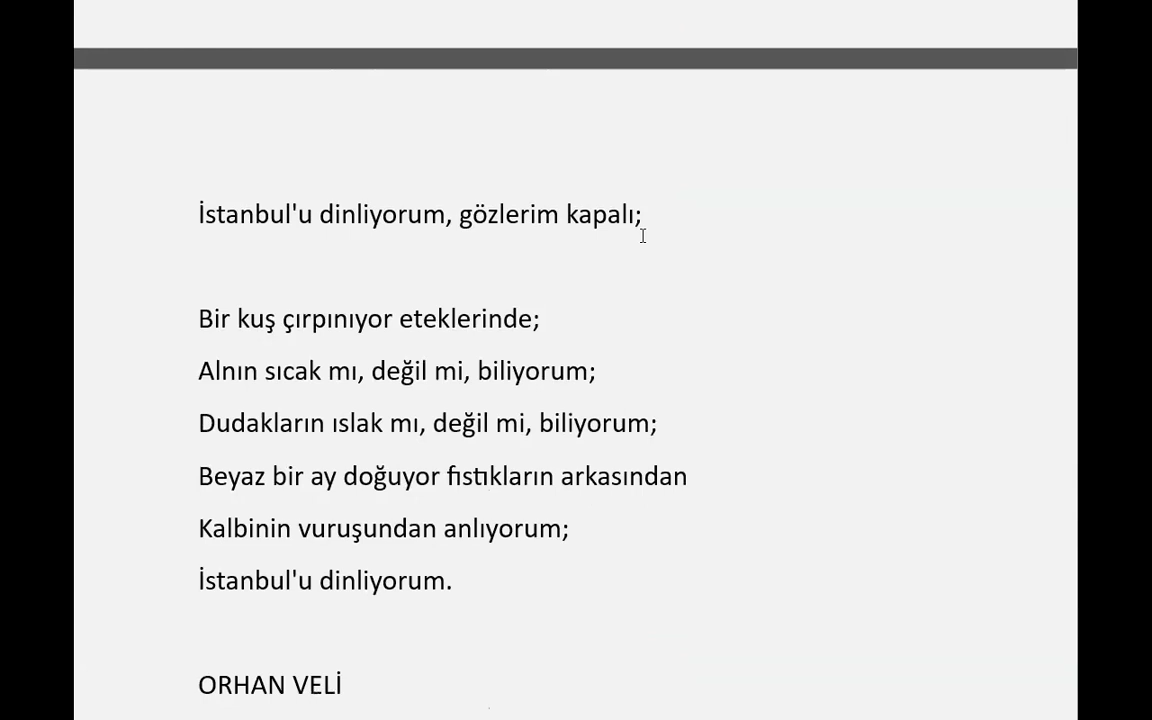 İstanbul'u dinliyorum, gözlerim kapalı;
Bir kuş çırpınıyor eteklerinde;
Alnın sıcak mı, değil mi, biliyorum;
Dudakların ıslak mı, değil mi, biliyorum;
Beyaz bir ay doğuyor fıstıkların arkasından
Kalbinin vuruşundan anlıyorum;
İstanbul'u dinliyorum.
ORHAN VELİ